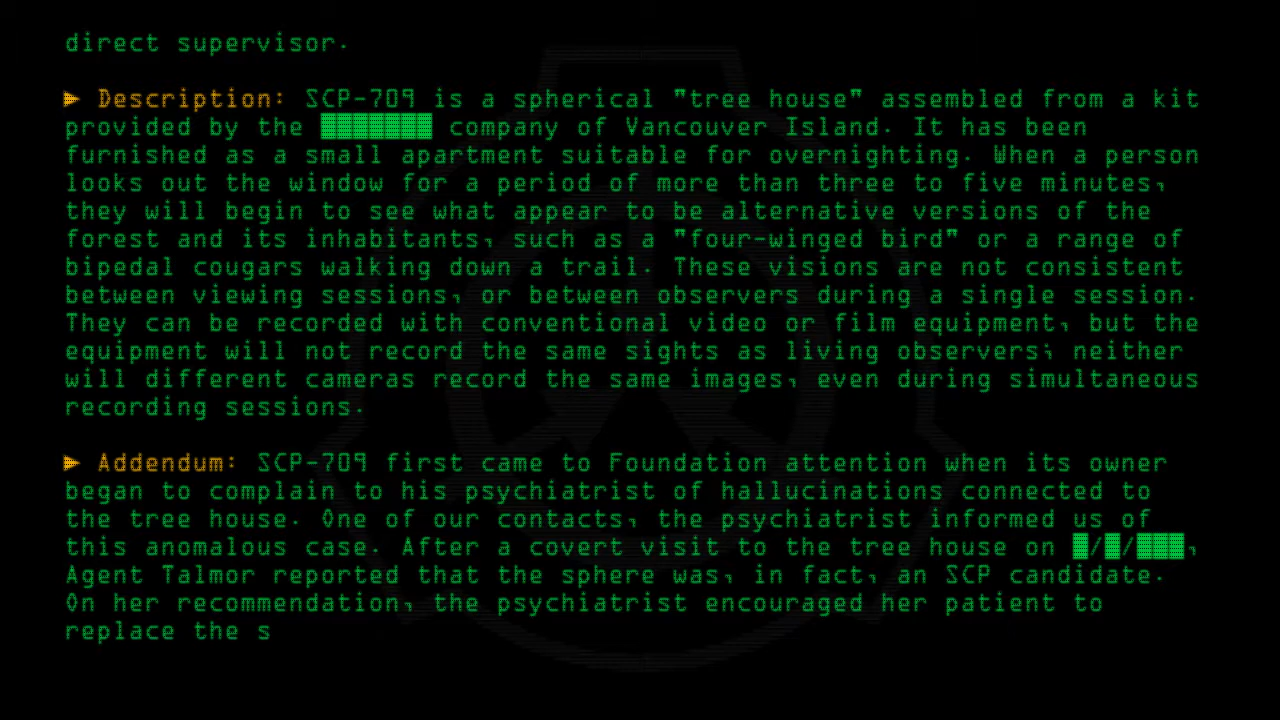 direct supervisor.
► Description: SCP-709 is a spherical "tree house" assembled from a kit
provided by the ███████ company of Vancouver Island. It has been
furnished as a small apartment suitable for overnighting. When a person
looks out the window for a period of more than three to five minutes,
they will begin to see what appear to be alternative versions of the
forest and its inhabitants, such as a "four-winged bird" or a range of
bipedal cougars walking down a trail. These visions are not consistent
between viewing sessions, or between observers during a single session.
They can be recorded with conventional video or film equipment, but the
equipment will not record the same sights as living observers; neither
will different cameras record the same images, even during simultaneous
recording sessions.
► Addendum: SCP-709 first came to Foundation attention when its owner
began to complain to his psychiatrist of hallucinations connected to
the tree house. One of our contacts, the psychiatrist informed us of
this anomalous case. After a covert visit to the tree house on █/█/███,
Agent Talmor reported that the sphere was, in fact, an SCP candidate.
On her recommendation, the psychiatrist encouraged her patient to
replace the s